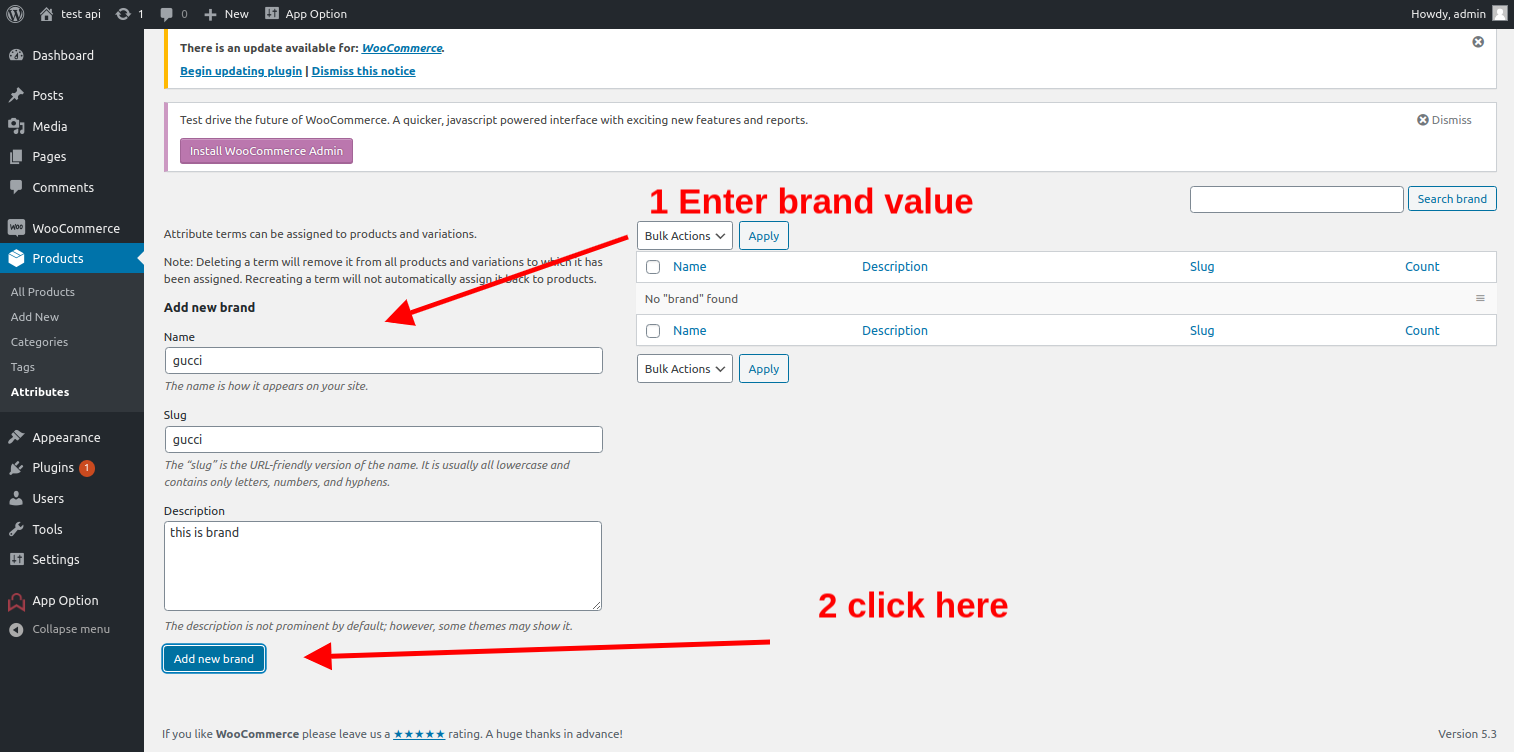 test api 1 0 New App Option Howdy, admin
Dashboard
Posts
Media
Pages
Comments
WooCommerce
Products
All Products
Add New
Categories
Tags
Attributes
Appearance
Plugins 1
Users
Tools
Settings
App Option
Collapse menu
There is an update available for: WooCommerce.
Begin updating plugin | Dismiss this notice
Test drive the future of WooCommerce. A quicker, javascript powered interface with exciting new features and reports.
Dismiss
Install WooCommerce Admin
1 Enter brand value
Search brand
Attribute terms can be assigned to products and variations.
Note: Deleting a term will remove it from all products and variations to which it has
been assigned. Recreating a term will not automatically assign it back to products.
Add new brand
Name
gucci
The name is how it appears on your site.
Slug
gucci
The “slug” is the URL-friendly version of the name. It is usually all lowercase and
contains only letters, numbers, and hyphens.
Description
this is brand
The description is not prominent by default; however, some themes may show it.
Add new brand
Bulk Actions Apply
Name Description Slug Count
No "brand" found
Name Description Slug Count
Bulk Actions Apply
2 click here
If you like WooCommerce please leave us a ★★★★★ rating. A huge thanks in advance!
Version 5.3